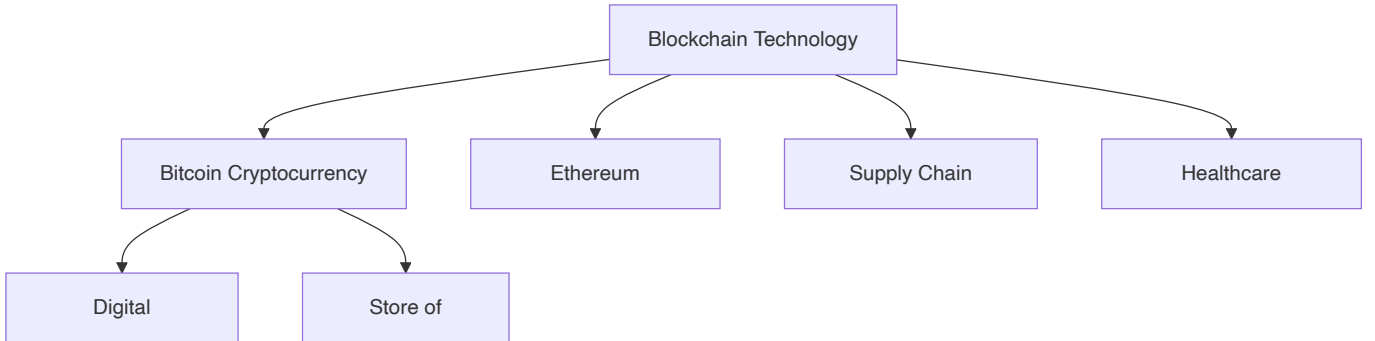 Blockchain Technology
Bitcoin Cryptocurrency
Ethereum
Supply Chain
Healthcare
Digital
Store of